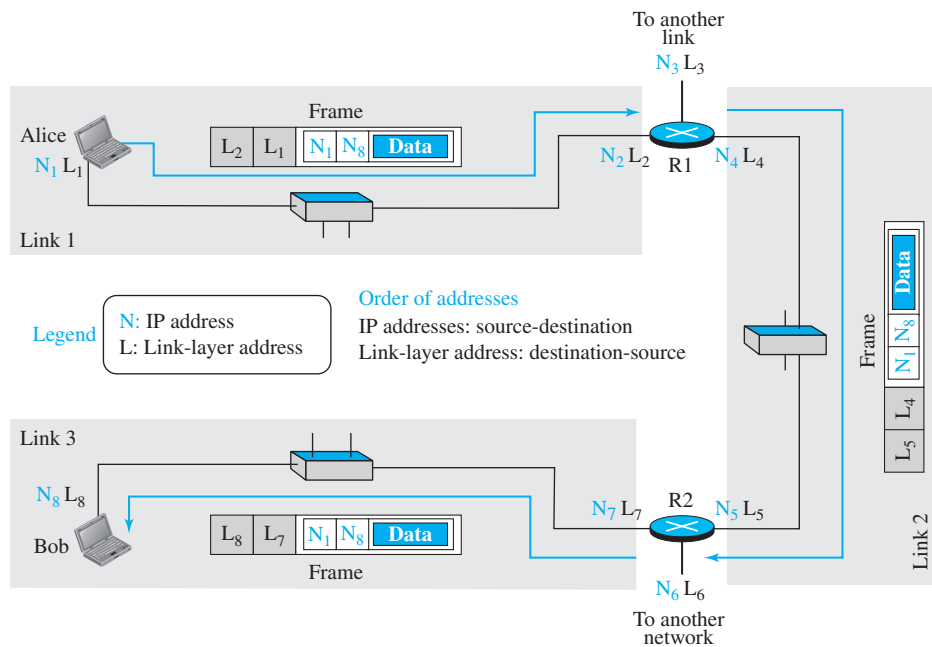 To another
link
N3 L3
Frame
Alice
L2 L1 N1 N8 Data
N1 L1
N2 L2
R1
N4 L4
Link 1
Legend
N: IP address
L: Link-layer address
Order of addresses
IP addresses: source-destination
Link-layer address: destination-source
Frame
L5 L4 N1 N8 Data
Link 2
Link 3
N8 L8
Bob
L8 L7 N1 N8 Data
Frame
N7 L7
R2
N5 L5
N6 L6
To another
network